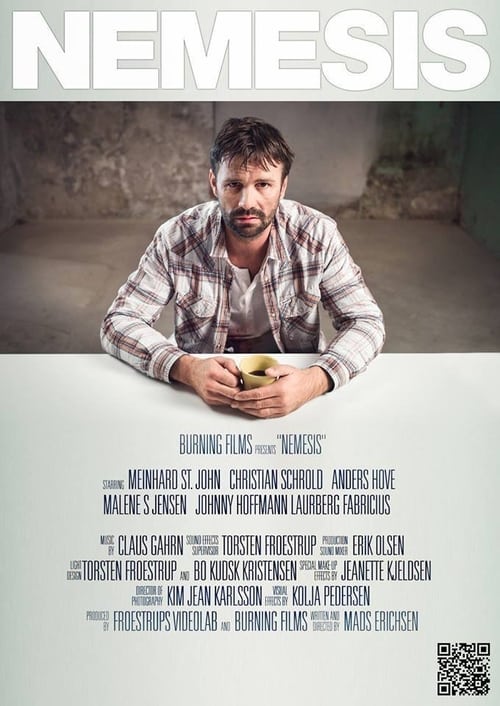 NEMESIS
BURNING FILMS PRESENTS "NEMESIS"
STARRING MEINHARD ST. JOHN CHRISTIAN SCHROLD ANDERS HOVE
MALENE S JENSEN JOHNNY HOFFMANN LAURBERG FABRICIUS
MUSIC BY CLAUS GAHRN SOUND EFFECTS SUPERVISOR TORSTEN FROESTRUP PRODUCTION SOUND MIXER ERIK OLSEN
LIGHT DESIGN TORSTEN FROESTRUP AND BO KUDSK KRISTENSEN SPECIAL MAKE-UP EFFECTS BY JEANETTE KJELDSEN
DIRECTOR OF PHOTOGRAPHY KIM JEAN KARLSSON VISUAL EFFECTS BY KOLJA PEDERSEN
PRODUCED BY FROESTRUPS VIDEOLAB AND BURNING FILMS WRITTEN AND DIRECTED BY MADS ERICHSEN